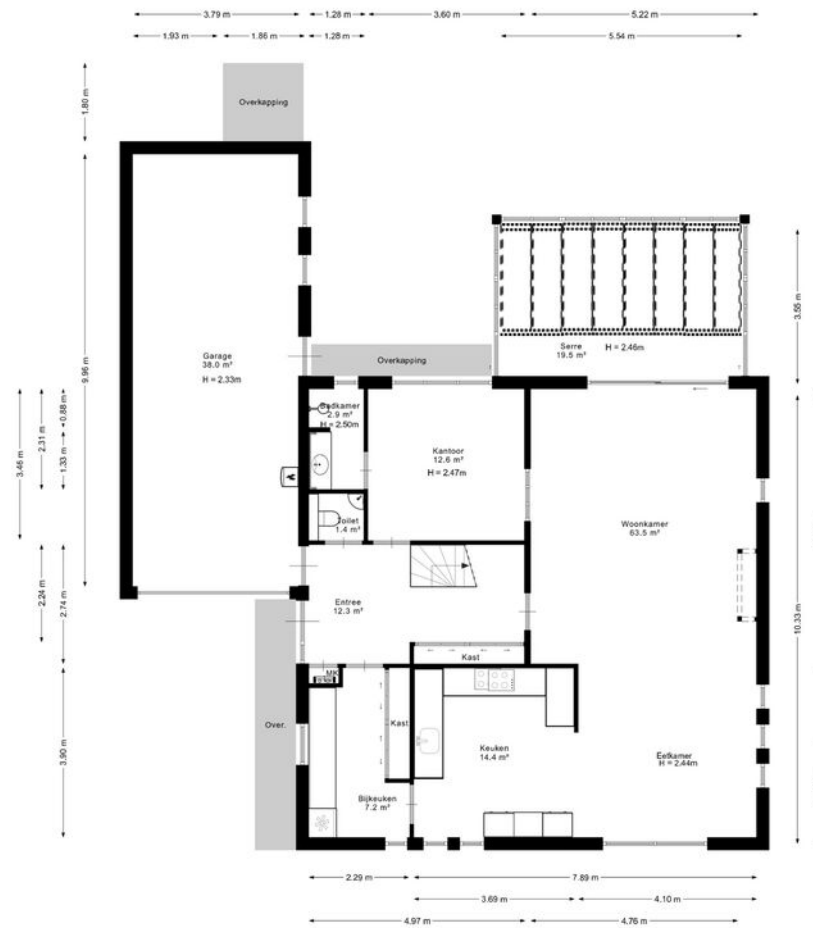 3.79 m 1.28 m 3.60 m 5.22 m
1.93 m 1.86 m 1.28 m 5.54 m
1.80 m
Overkapping
9.96 m
3.55 m
Garage
38.0 m²
H = 2.33m
Overkapping
Serre
19.5 m²
H = 2.46m
Badkamer
2.9 m²
H = 2.50m
0.88 m
2.31 m
3.46 m
1.33 m
Kantoor
12.6 m²
H = 2.47m
Toilet
1.4 m²
Woonkamer
63.5 m²
2.24 m
2.74 m
10.33 m
Entree
12.3 m²
Kast
MK
Kast
Over.
3.90 m
Keuken
14.4 m²
Eetkamer
H = 2.44m
Bijkeuken
7.2 m²
2.29 m 7.89 m
3.69 m 4.10 m
4.97 m 4.76 m